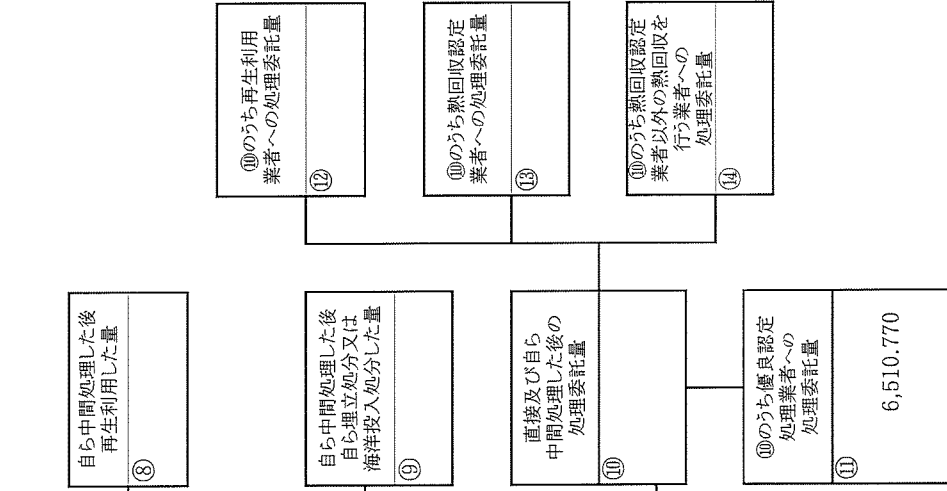 自ら中間処理した後
再生利用した量
⑧
自ら中間処理した後
自ら埋立処分又は
海洋投入処分した量
⑨
直接及び自ら
中間処理した後の
処理委託量
⑩
⑩のうち優良認定
処理業者への
処理委託量
⑪
6,510.770
⑩のうち再生利用
業者への処理委託量
⑫
⑩のうち熱回収認定
業者への処理委託量
⑬
⑩のうち熱回収認定
業者以外の熱回収を
行う業者への
処理委託量
⑭